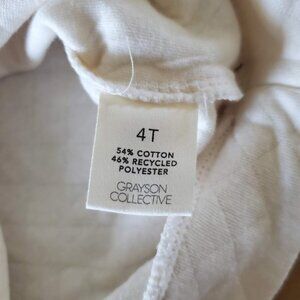 4T
54% COTTON
46% RECYCLED
POLYESTER
GRAYSON
COLLECTIVE